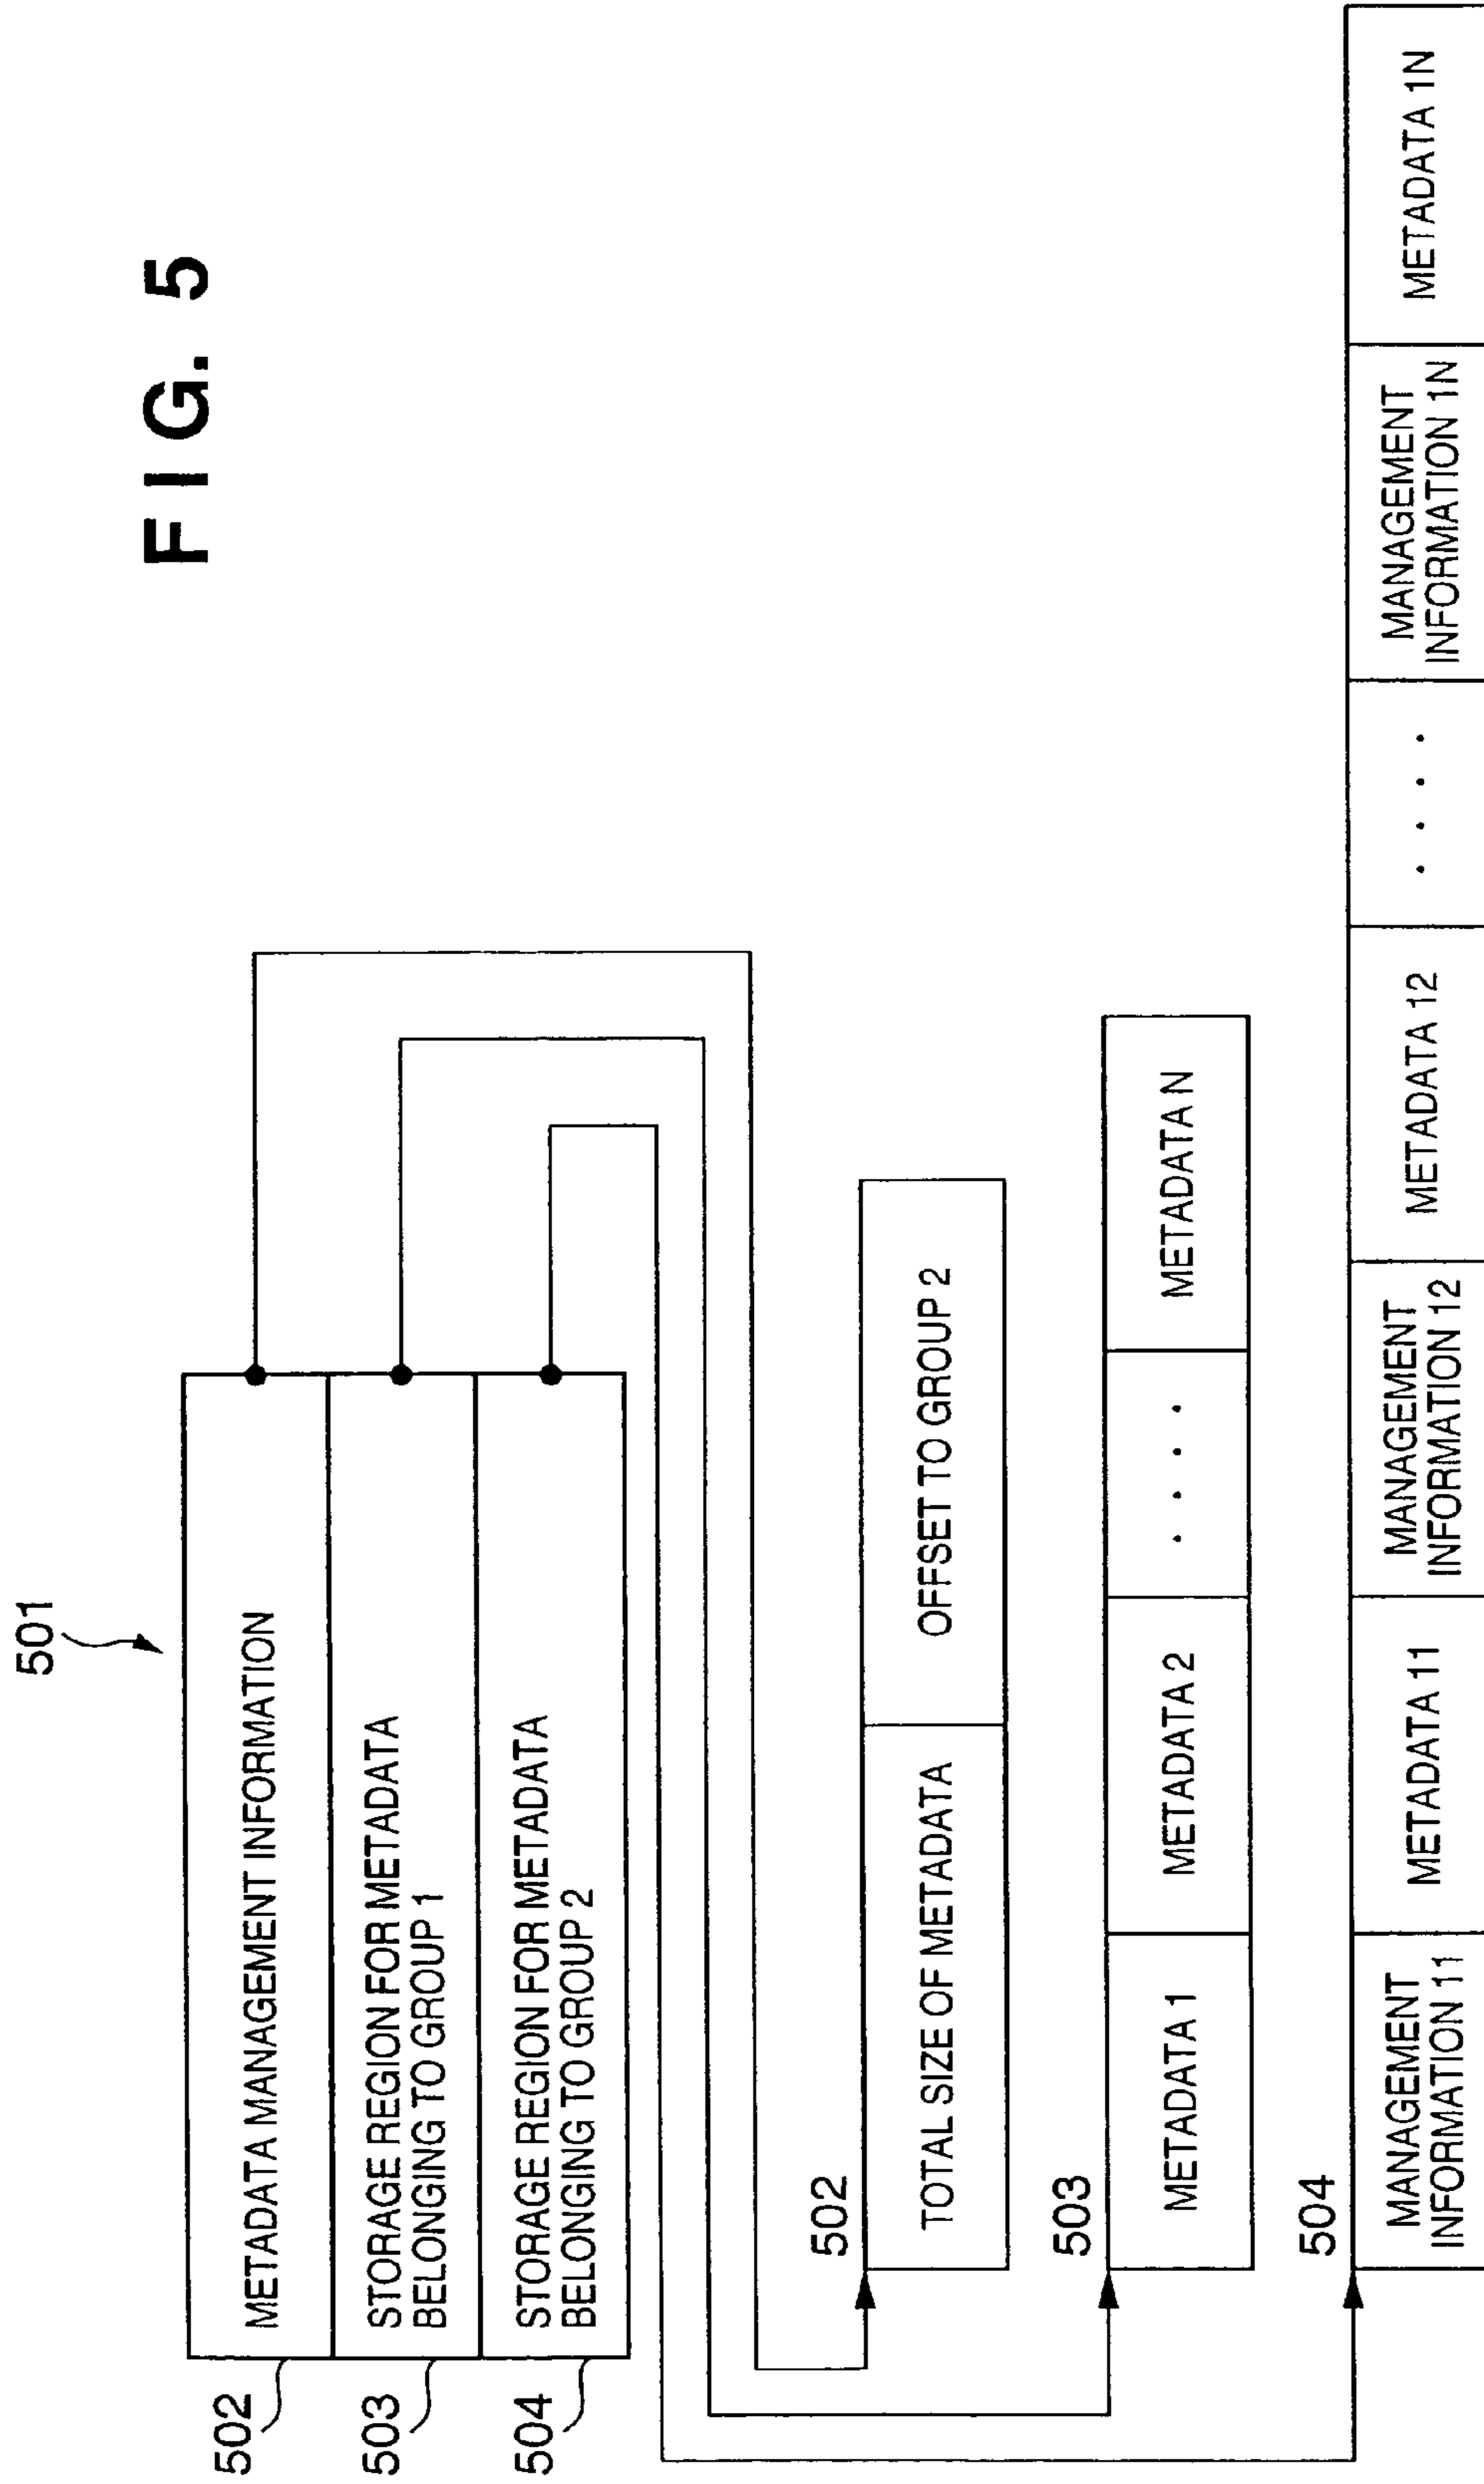 FIG. 5
501
502
METADATA MANAGEMENT INFORMATION
503
STORAGE REGION FOR METADATA
BELONGING TO GROUP 1
504
STORAGE REGION FOR METADATA
BELONGING TO GROUP 2
502
TOTAL SIZE OF METADATA
OFFSET TO GROUP 2
503
METADATA 1
METADATA 2
. . . .
METADATA N
504
MANAGEMENT
INFORMATION 11
METADATA 11
MANAGEMENT
INFORMATION 12
METADATA 12
. . . .
MANAGEMENT
INFORMATION 1N
METADATA 1N